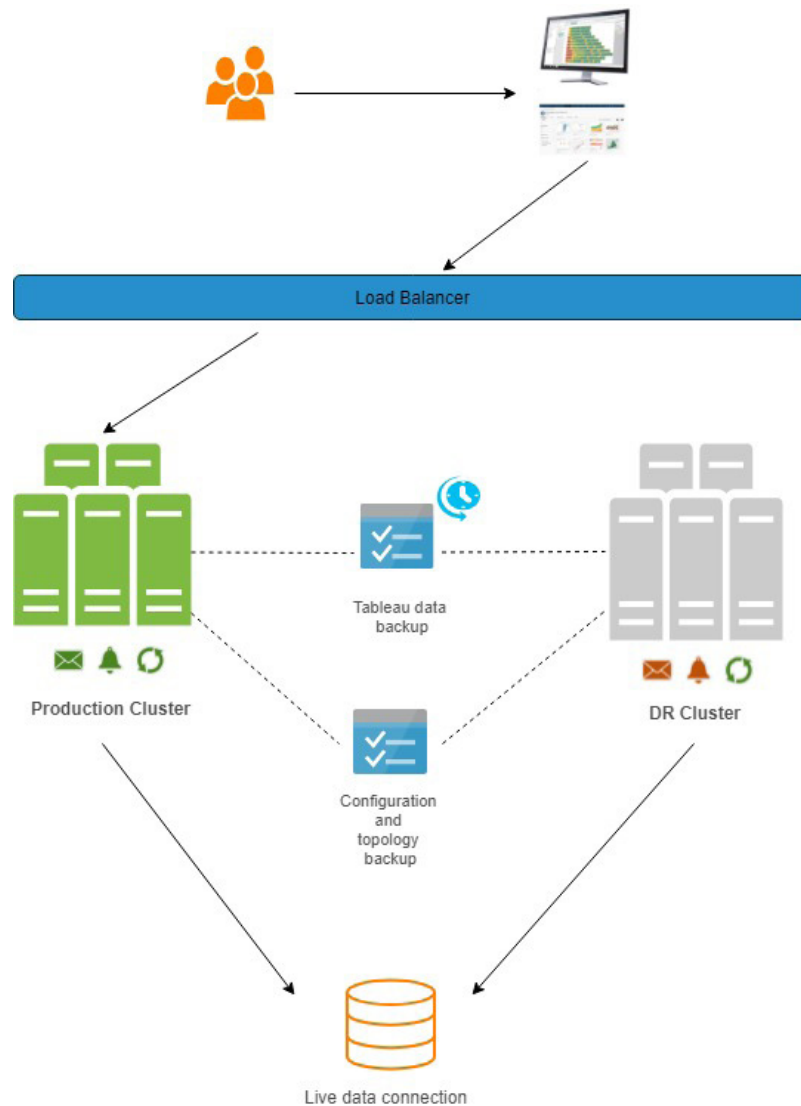 Load Balancer
Tableau data
backup
Production Cluster
DR Cluster
Configuration
and
topology
backup
Live data connection